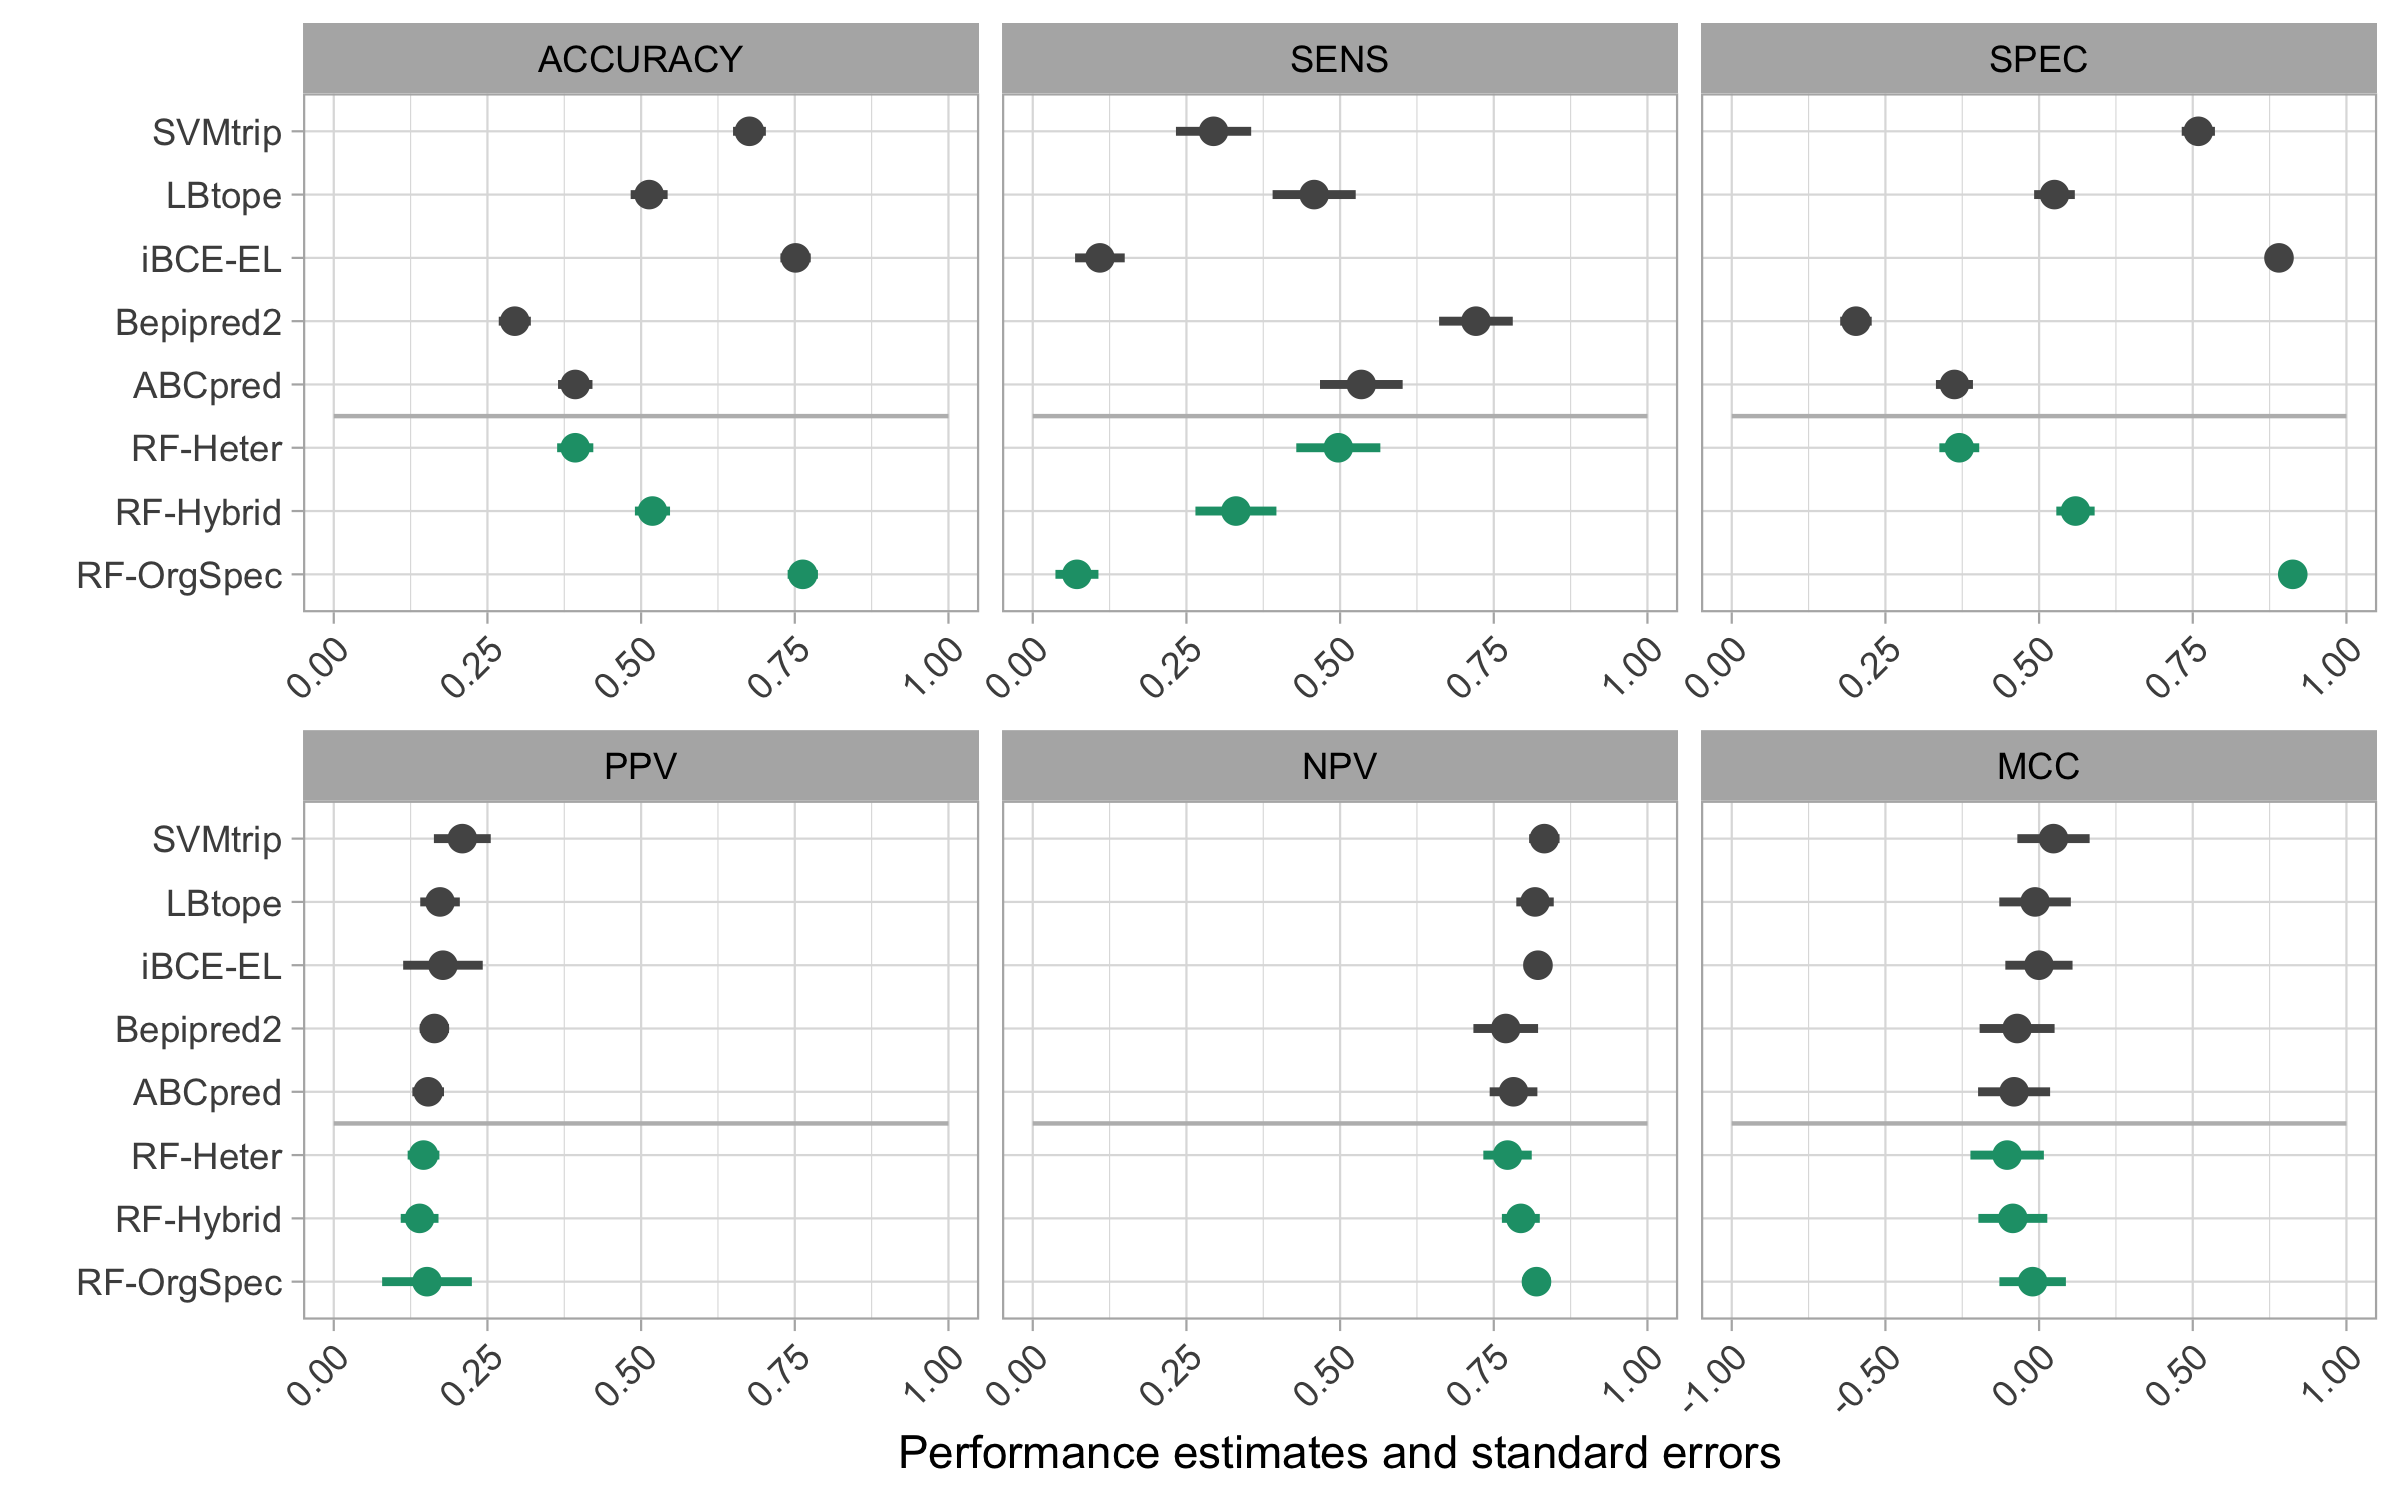 ACCURACY
SENS
SPEC
SVMtrip
LBtope
iBCE-EL
Bepipred2
ABCpred
RF-Heter
RF-Hybrid
RF-OrgSpec
0.00 0.25 0.50 0.75 1.00
0.00 0.25 0.50 0.75 1.00
0.00 0.25 0.50 0.75 1.00
PPV
NPV
MCC
SVMtrip
LBtope
iBCE-EL
Bepipred2
ABCpred
RF-Heter
RF-Hybrid
RF-OrgSpec
0.00 0.25 0.50 0.75 1.00
0.00 0.25 0.50 0.75 1.00
-1.00 -0.50 0.00 0.50 1.00
Performance estimates and standard errors